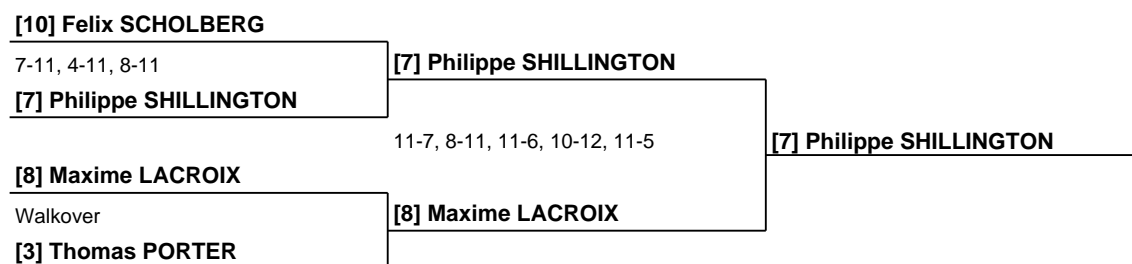 [10] Felix SCHOLBERG
7-11, 4-11, 8-11
[7] Philippe SHILLINGTON
[7] Philippe SHILLINGTON
11-7, 8-11, 11-6, 10-12, 11-5
[7] Philippe SHILLINGTON
[8] Maxime LACROIX
Walkover
[8] Maxime LACROIX
[3] Thomas PORTER